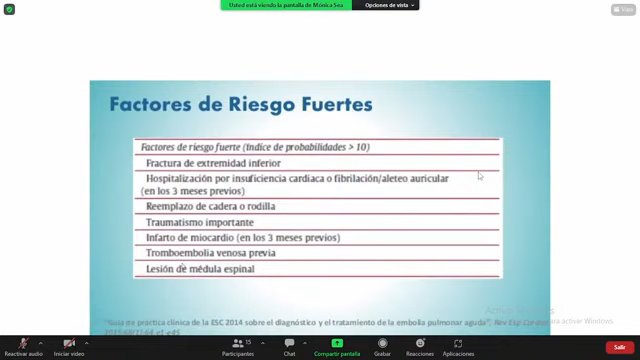 Usted está viendo la pantalla de Mónica Sea
Opciones de vista
Vista
Factores de Riesgo Fuertes
Factores de riesgo fuerte (índice de probabilidades > 10)
Fractura de extremidad inferior
Hospitalización por insuficiencia cardiaca o fibrilación/aleteo auricular
(en los 3 meses previos)
Reemplazo de cadera o rodilla
Traumatismo importante
Infarto de miocardio (en los 3 meses previos)
Tromboembolia venosa previa
Lesión de médula espinal
"Guía de práctica clínica de la ESC 2014 sobre el diagnóstico y el tratamiento de la embolia pulmonar aguda", Rev Esp Cardiol
para activar Windows.
Reactivar audio
Iniciar video
Participantes
15
Chat
Compartir pantalla
Grabar
Reacciones
Aplicaciones
Salir